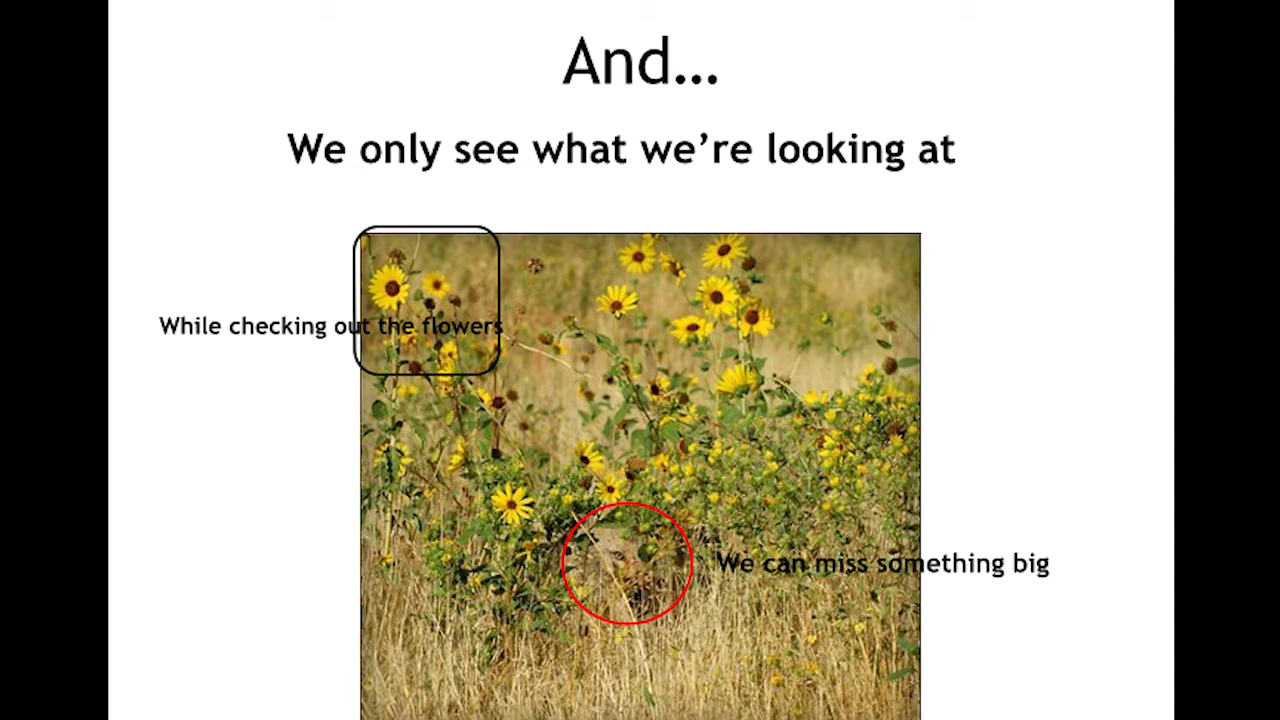 And…
We only see what we’re looking at
While checking out the flowers
We can miss something big